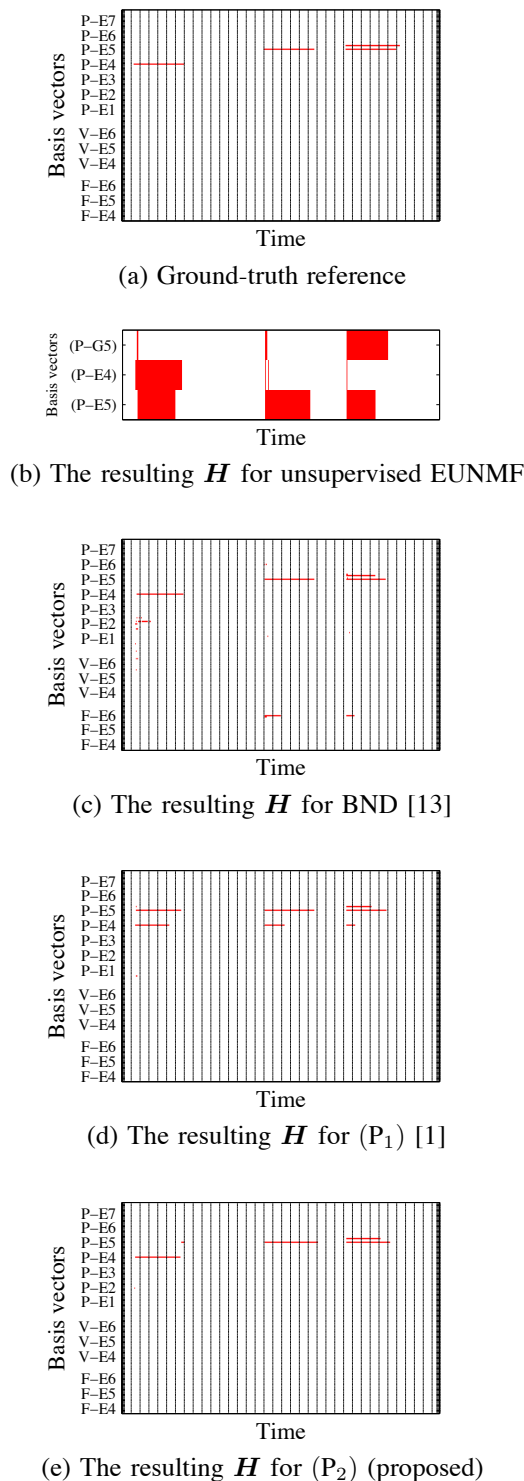 P–E7
P–E6
P–E5
P–E4
P–E3
P–E2
P–E1
V–E6
V–E5
V–E4
F–E6
F–E5
F–E4
Basis vectors
Time
(a) Ground-truth reference
(P–G5)
(P–E4)
(P–E5)
Basis vectors
Time
(b) The resulting H for unsupervised EUNMF
P–E7
P–E6
P–E5
P–E4
P–E3
P–E2
P–E1
V–E6
V–E5
V–E4
F–E6
F–E5
F–E4
Basis vectors
Time
(c) The resulting H for BND [13]
P–E7
P–E6
P–E5
P–E4
P–E3
P–E2
P–E1
V–E6
V–E5
V–E4
F–E6
F–E5
F–E4
Basis vectors
Time
(d) The resulting H for (P₁) [1]
P–E7
P–E6
P–E5
P–E4
P–E3
P–E2
P–E1
V–E6
V–E5
V–E4
F–E6
F–E5
F–E4
Basis vectors
Time
(e) The resulting H for (P₂) (proposed)